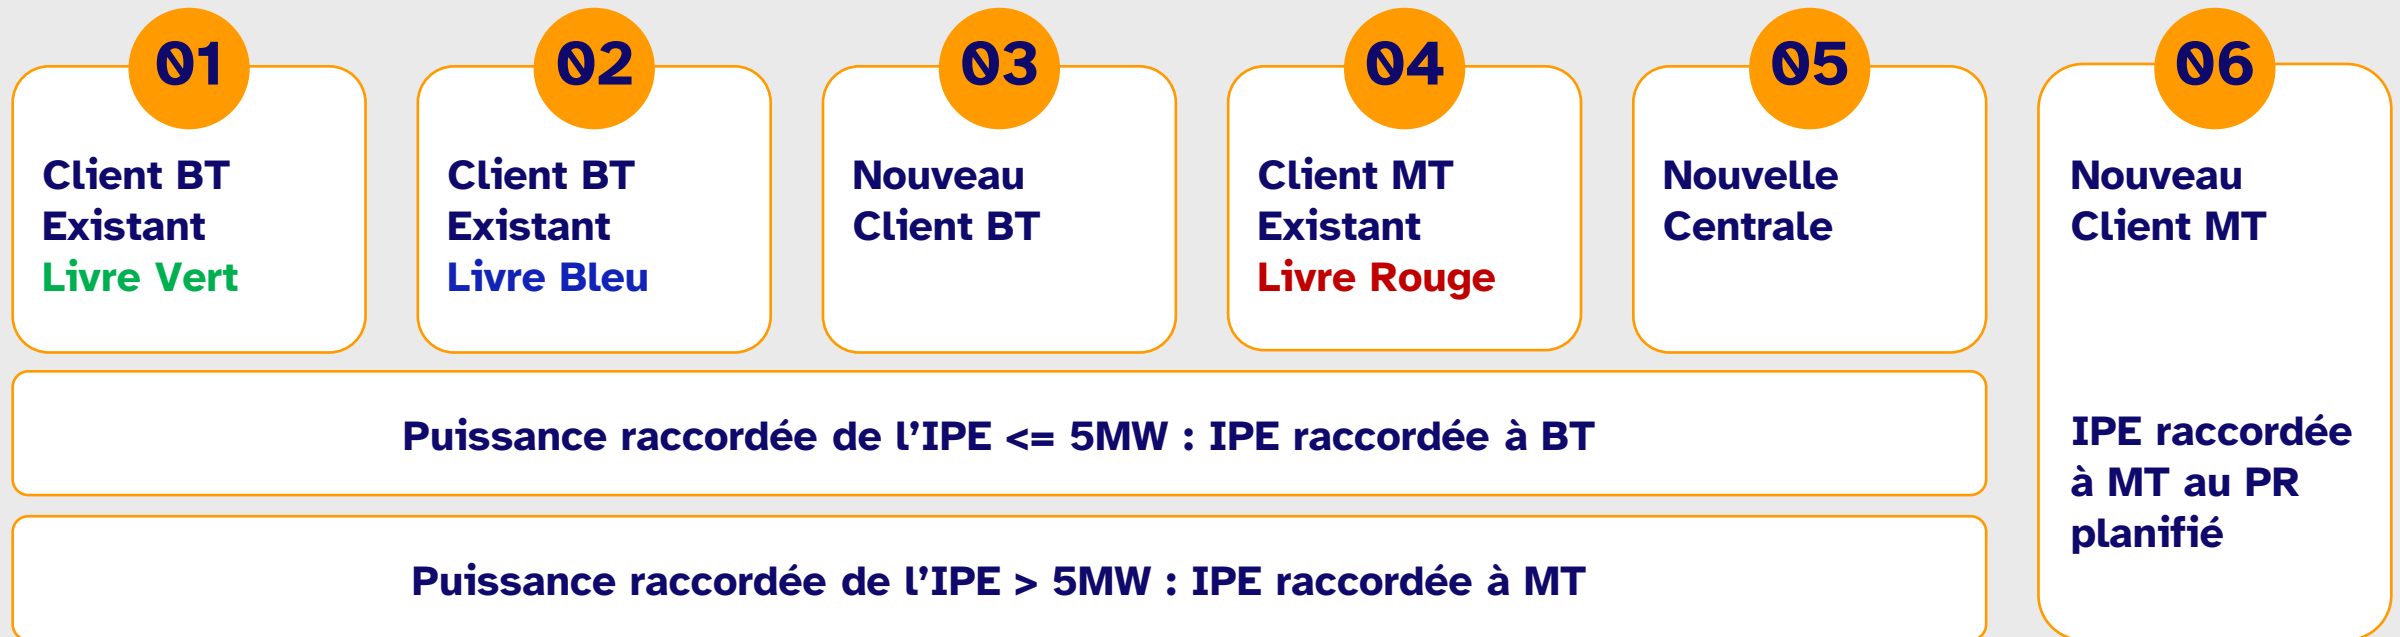 01
Client BT
Existant
Livre Vert
02
Client BT
Existant
Livre Bleu
03
Nouveau
Client BT
04
Client MT
Existant
Livre Rouge
05
Nouvelle
Centrale
06
Nouveau
Client MT
IPE raccordée
à MT au PR
planifié
Puissance raccordée de l’IPE <= 5MW : IPE raccordée à BT
Puissance raccordée de l’IPE > 5MW : IPE raccordée à MT